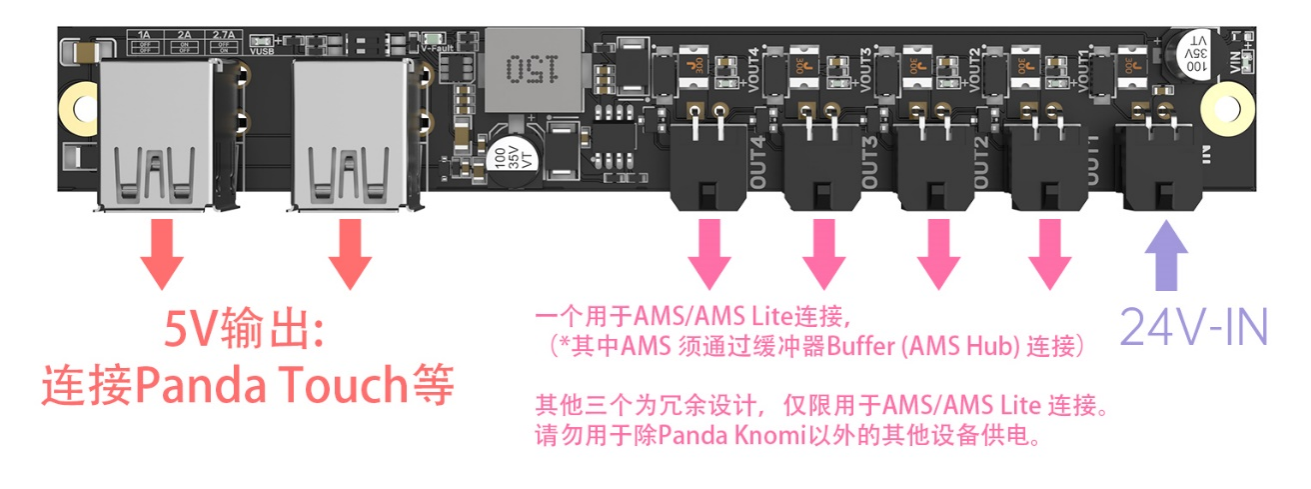 1A 2A 2.7A
OFF ON OFF
OFF OFF ON
VUSB
V-Fault
150
100
35V
VT
VOUT4
VOUT3
VOUT2
VOUT1
300
300
300
300
100
35V
VT
VIN
OUT4
OUT3
OUT2
OUT1
IN
5V输出:
连接Panda Touch等
一个用于AMS/AMS Lite连接,
（*其中AMS 须通过缓冲器Buffer (AMS Hub) 连接）
其他三个为冗余设计，仅限用于AMS/AMS Lite 连接。
请勿用于除Panda Knomi以外的其他设备供电。
24V-IN